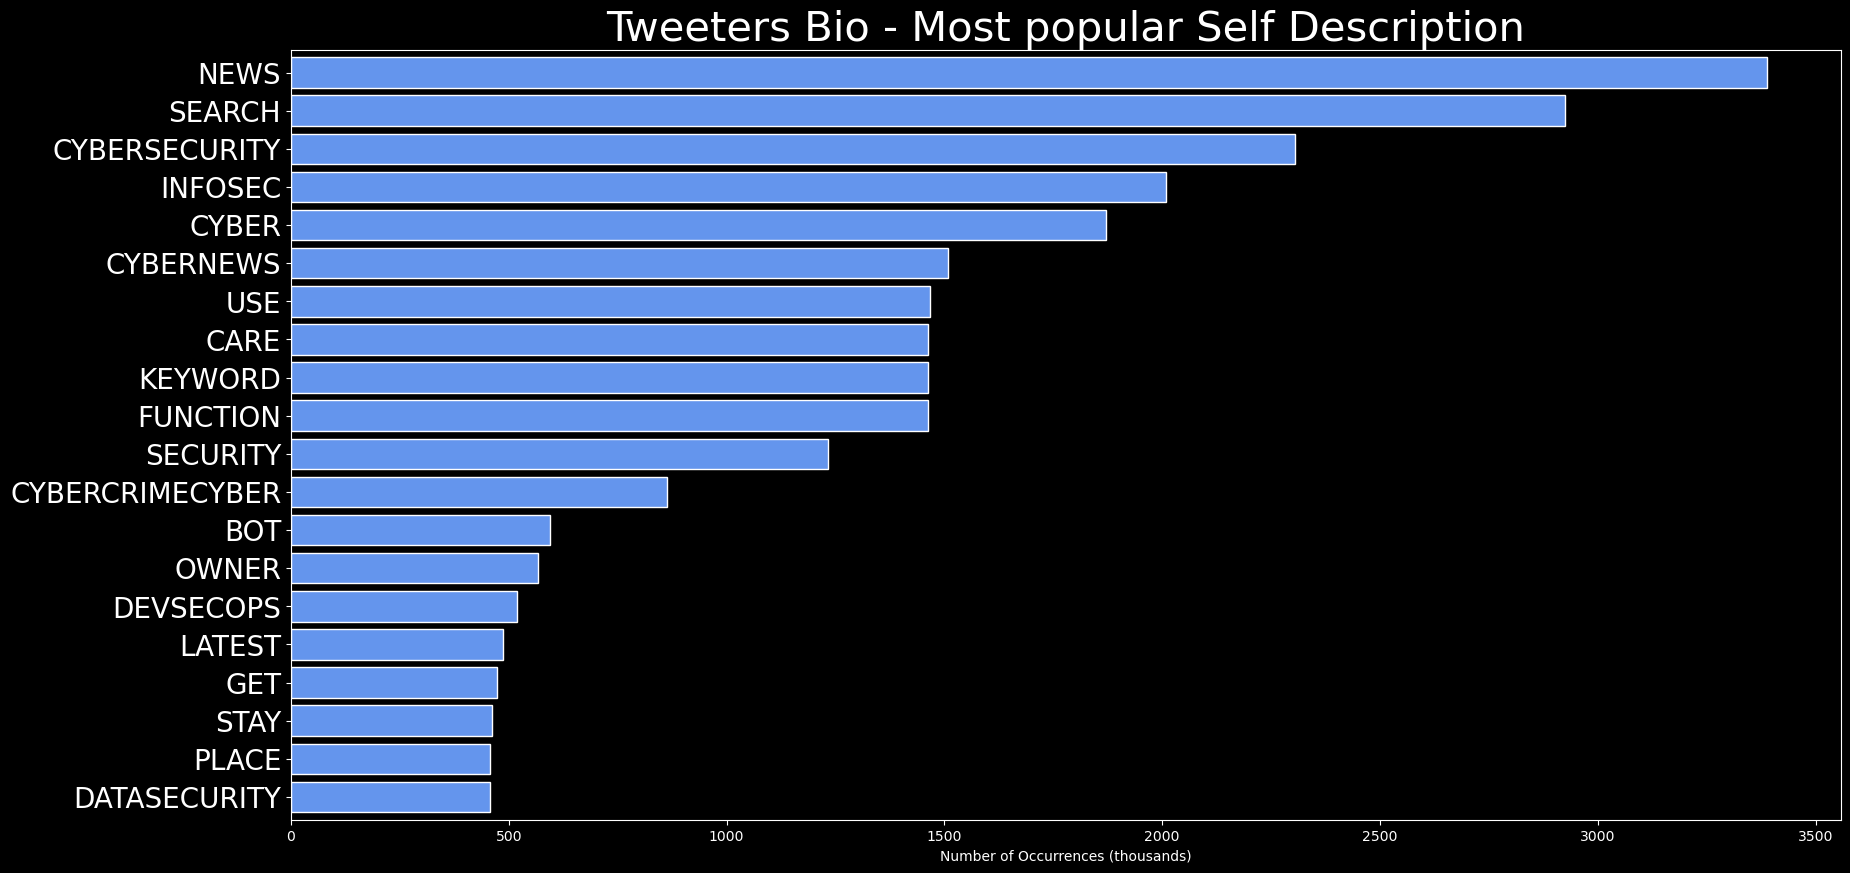 Tweeters Bio - Most popular Self Description
NEWS
SEARCH
CYBERSECURITY
INFOSEC
CYBER
CYBERNEWS
USE
CARE
KEYWORD
FUNCTION
SECURITY
CYBERCRIMECYBER
BOT
OWNER
DEVSECOPS
LATEST
GET
STAY
PLACE
DATASECURITY
0 500 1000 1500 2000 2500 3000 3500
Number of Occurrences (thousands)